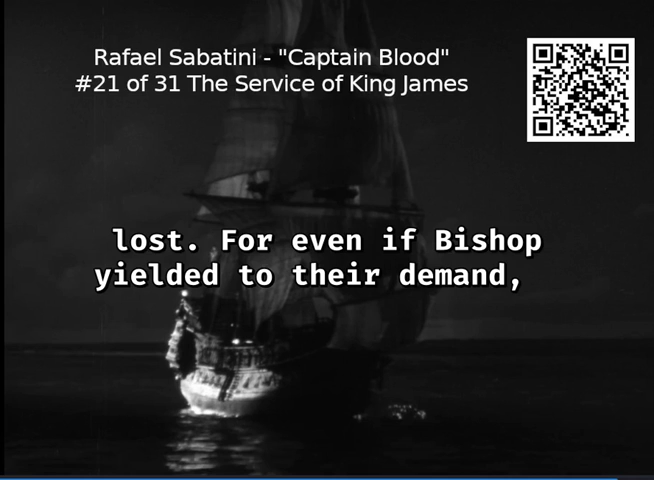 Rafael Sabatini - "Captain Blood"
#21 of 31 The Service of King James
lost. For even if Bishop
yielded to their demand,